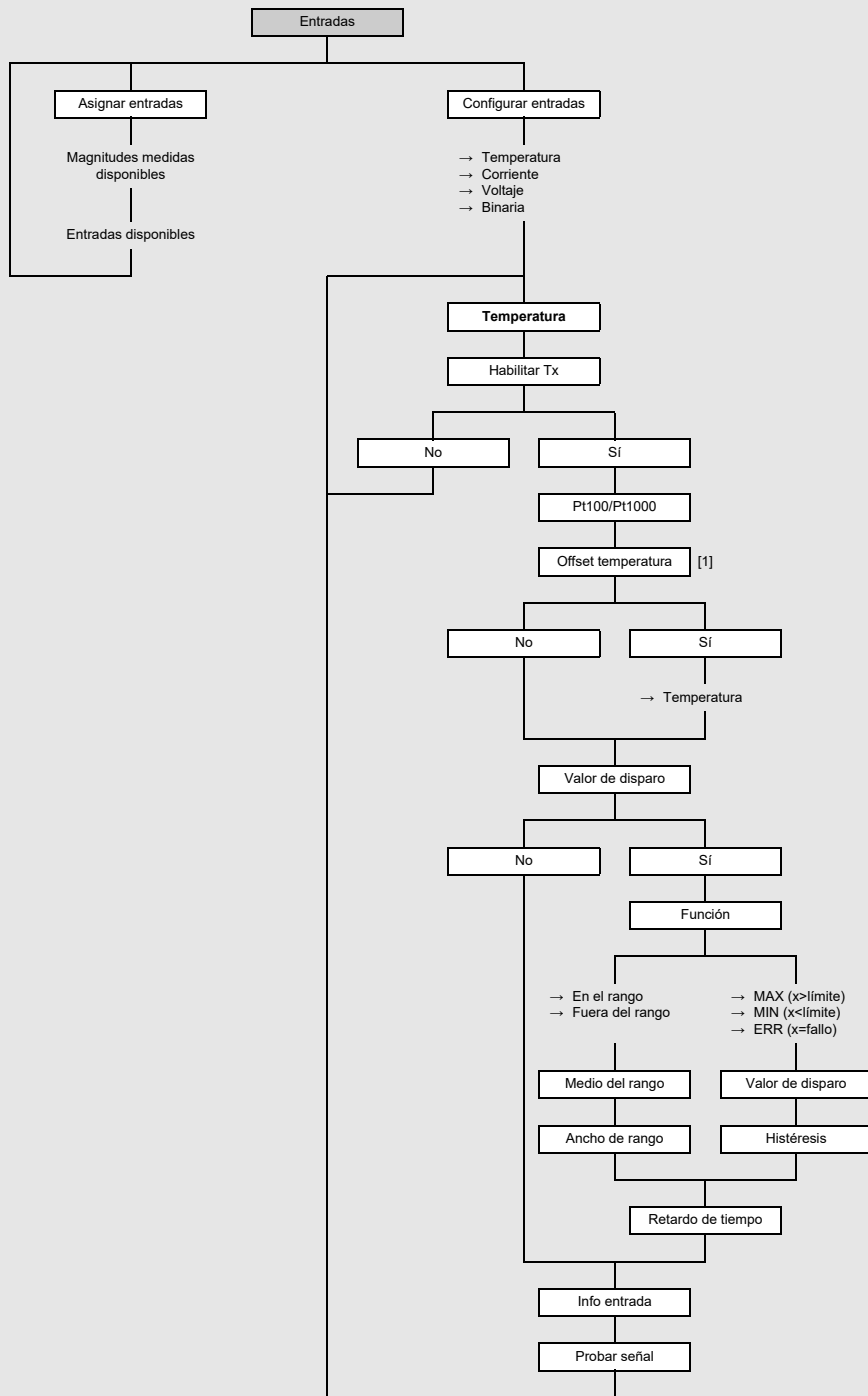 Entradas
Asignar entradas
Configurar entradas
Magnitudes medidas
disponibles
Entradas disponibles
→ Temperatura
→ Corriente
→ Voltaje
→ Binaria
Temperatura
Habilitar Tx
No
Sí
Pt100/Pt1000
Offset temperatura [1]
No
Sí
→ Temperatura
Valor de disparo
No
Sí
Función
→ En el rango
→ Fuera del rango
→ MAX (x>límite)
→ MIN (x<límite)
→ ERR (x=fallo)
Medio del rango
Valor de disparo
Ancho de rango
Histéresis
Retardo de tiempo
Info entrada
Probar señal